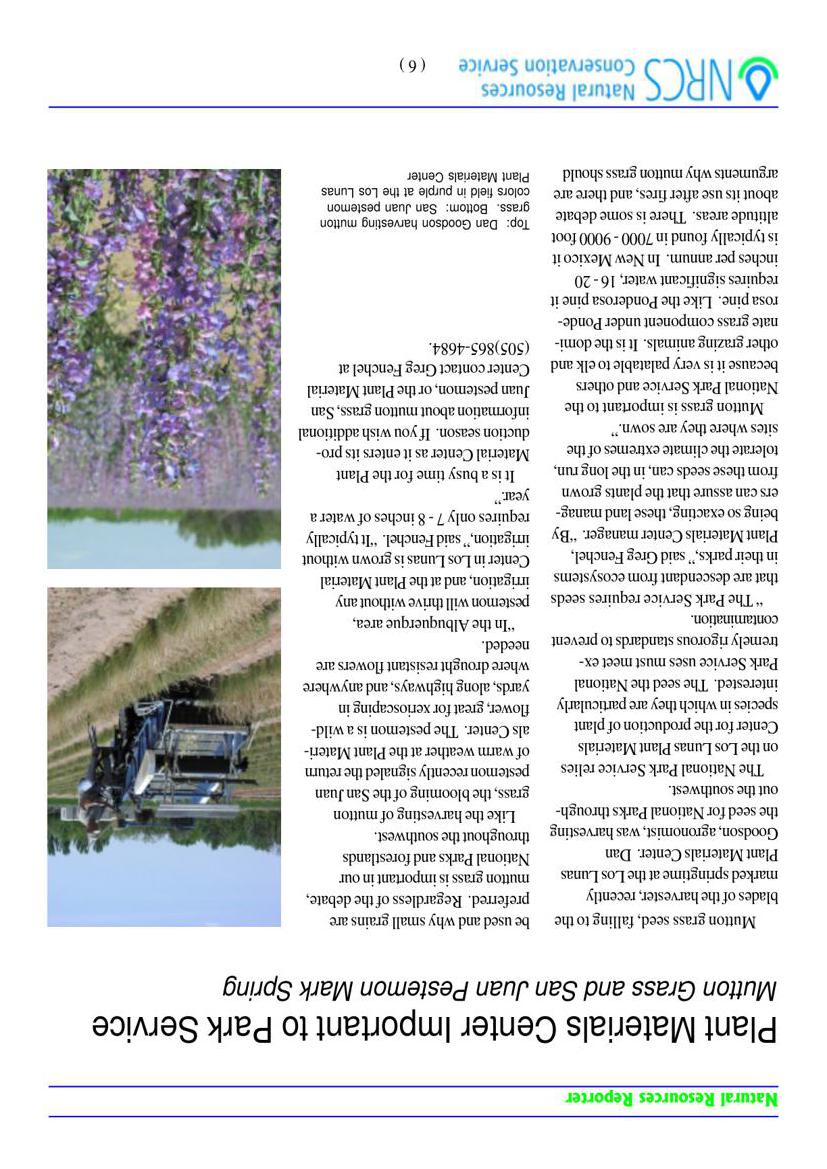 Natural Resources Reporter
Plant Materials Center Important to Park Service
Mutton Grass and San Juan Pestemon Mark Spring
Mutton grass seed, falling to the
blades of the harvester, recently
marked springtime at the Los Lunas
Plant Materials Center. Dan
Goodson, agronomist, was harvesting
the seed for National Parks through-
out the southwest.
The National Park Service relies
on the Los Lunas Plant Materials
Center for the production of plant
species in which they are particularly
interested. The seed the National
Park Service uses must meet ex-
tremely rigorous standards to prevent
contamination.
“ The Park Service requires seeds
that are descendant from ecosystems
in their parks,” said Greg Fenchel,
Plant Materials Center manager. “By
being so exacting, these land manag-
ers can assure that the plants grown
from these seeds can, in the long run,
tolerate the climate extremes of the
sites where they are sown.”
Mutton grass is important to the
National Park Service and others
because it is very palatable to elk and
other grazing animals. It is the domi-
nate grass component under Ponde-
rosa pine. Like the Ponderosa pine it
requires significant water, 16 - 20
inches per annum. In New Mexico it
is typically found in 7000 - 9000 foot
altitude areas. There is some debate
about its use after fires, and there are
arguments why mutton grass should
be used and why small grains are
preferred. Regardless of the debate,
mutton grass is important in our
National Parks and forestlands
throughout the southwest.
Like the harvesting of mutton
grass, the blooming of the San Juan
pestemon recently signaled the return
of warm weather at the Plant Materi-
als Center. The pestemon is a wild-
flower, great for xerioscaping in
yards, along highways, and anywhere
where drought resistant flowers are
needed.
“In the Albuquerque area,
pestemon will thrive without any
irrigation, and at the Plant Material
Center in Los Lunas is grown without
irrigation,” said Fenchel. “It typically
requires only 7 - 8 inches of water a
year.”
It is a busy time for the Plant
Material Center as it enters its pro-
duction season. If you wish additional
information about mutton grass, San
Juan pestemon, or the Plant Material
Center contact Greg Fenchel at
(505)865-4684.
Top: Dan Goodson harvesting mutton
grass. Bottom: San Juan pestemon
colors field in purple at the Los Lunas
Plant Materials Center
NRCS Natural Resources
Conservation Service
( 6 )